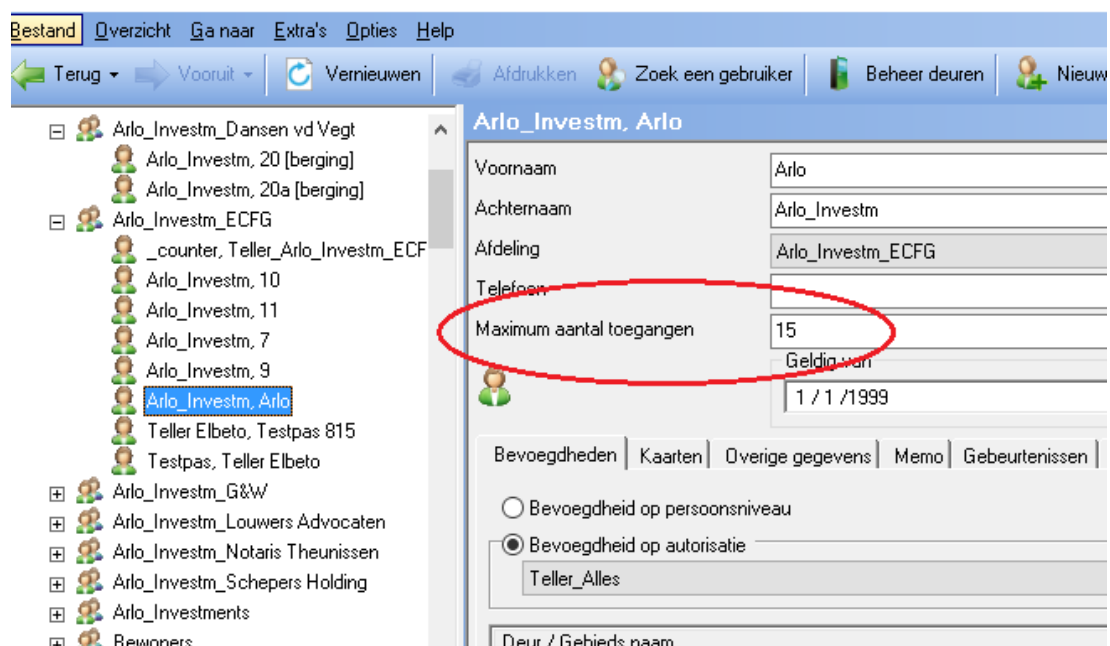 Bestand Overzicht Ga naar Extra's Opties Help
Terug Vooruit Vernieuwen Afdrukken Zoek een gebruiker Beheer deuren Nieuw
Arlo_Investm_Dansen vd Vegt
Arlo_Investm, 20 [berging]
Arlo_Investm, 20a [berging]
Arlo_Investm_ECFG
_counter, Teller_Arlo_Investm_ECF
Arlo_Investm, 10
Arlo_Investm, 11
Arlo_Investm, 7
Arlo_Investm, 9
Arlo_Investm, Arlo
Teller Elbeto, Testpas 815
Testpas, Teller Elbeto
Arlo_Investm_G&W
Arlo_Investm_Louwers Advocaten
Arlo_Investm_Notaris Theunissen
Arlo_Investm_Schepers Holding
Arlo_Investments
Bewoners
Arlo_Investm, Arlo
Voornaam Arlo
Achternaam Arlo_Investm
Afdeling Arlo_Investm_ECFG
Telefoon
Maximum aantal toegangen 15
Geldig van
1 / 1 /1999
Bevoegdheden Kaarten Overige gegevens Memo Gebeurtenissen
Bevoegdheid op persoonsniveau
Bevoegdheid op autorisatie
Teller_Alles
Deur / Gebieds naam